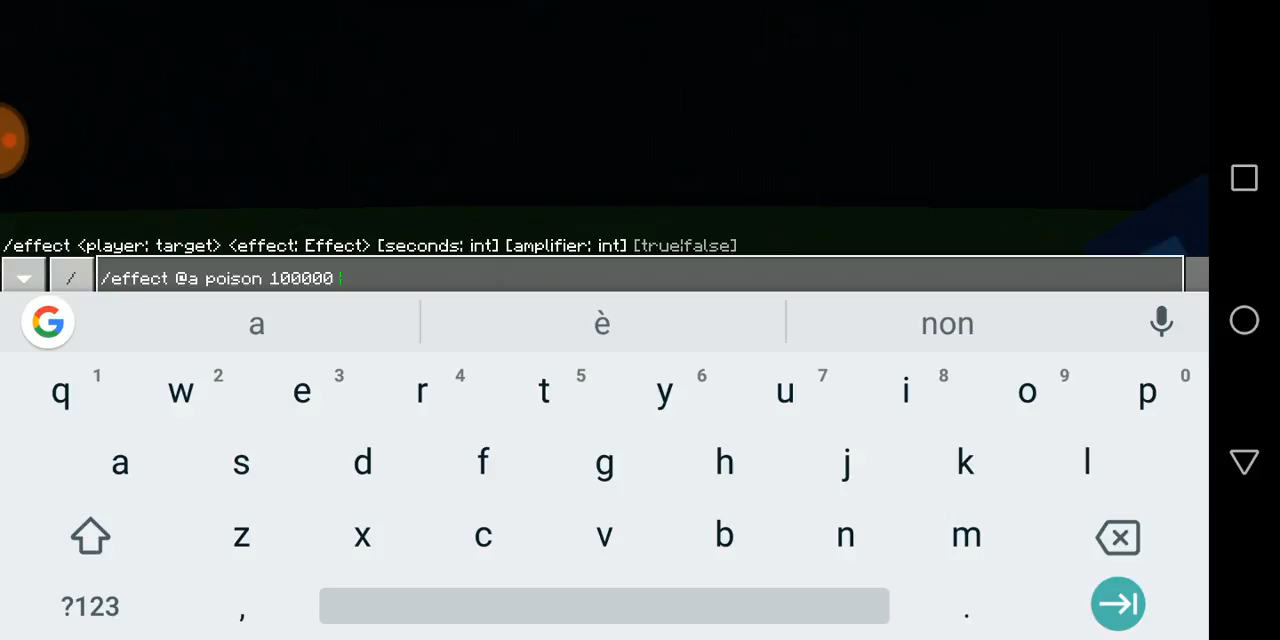 /effect <player: target> <effect: Effect> [seconds: int] [amplifier: int] [true|false]
/ /effect @a poison 100000
a è non
q 1 w 2 e 3 r 4 t 5 y 6 u 7 i 8 o 9 p 0
a s d f g h j k l
z x c v b n m
?123 , .